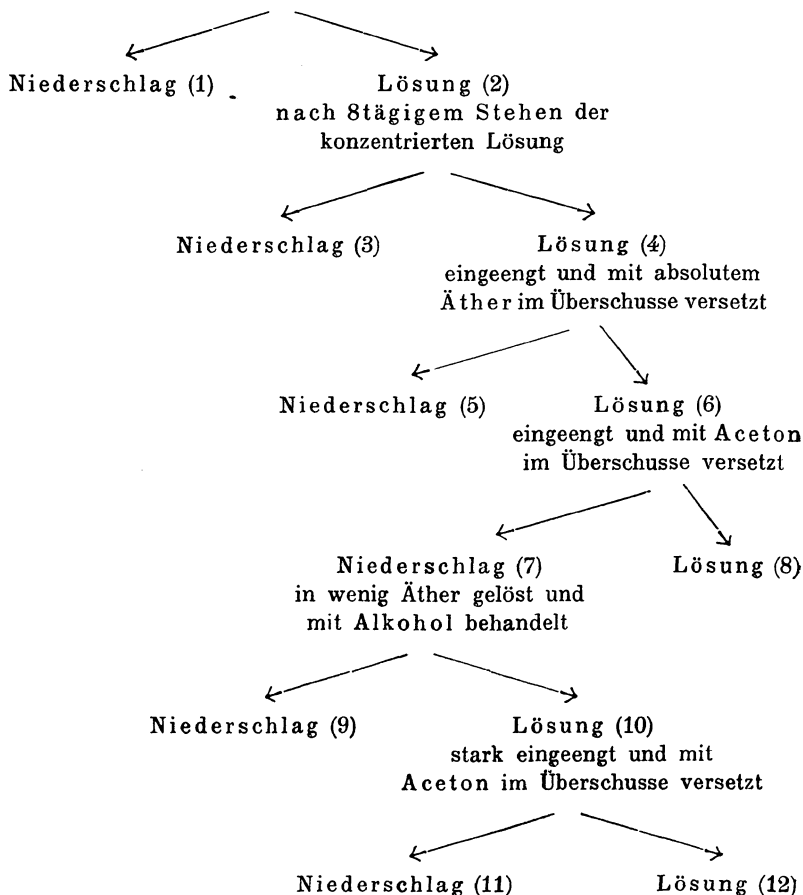 Niederschlag (1)
Lösung (2)
nach 8tägigem Stehen der
konzentrierten Lösung
Niederschlag (3)
Lösung (4)
eingeengt und mit absolutem
Äther im Überschusse versetzt
Niederschlag (5)
Lösung (6)
eingeengt und mit Aceton
im Überschusse versetzt
Niederschlag (7)
in wenig Äther gelöst und
mit Alkohol behandelt
Lösung (8)
Niederschlag (9)
Lösung (10)
stark eingeengt und mit
Aceton im Überschusse versetzt
Niederschlag (11)
Lösung (12)